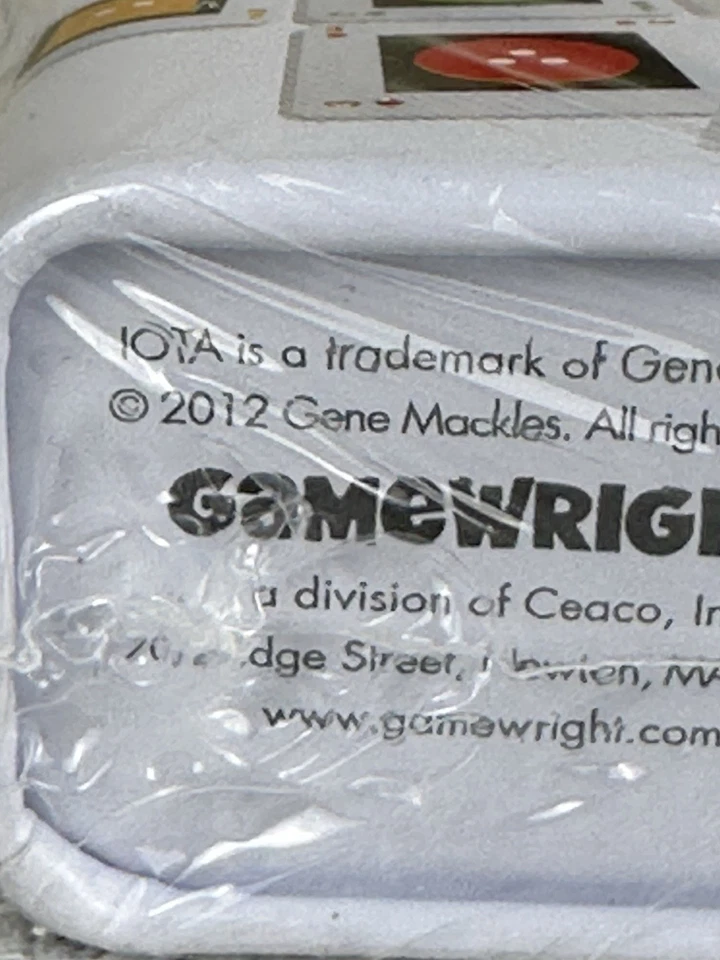 IOTA is a trademark of Gen
© 2012 Gene Mackles. All righ
GAMEWRIGH
a division of Ceaco, In
Street,
www.gamewright.com